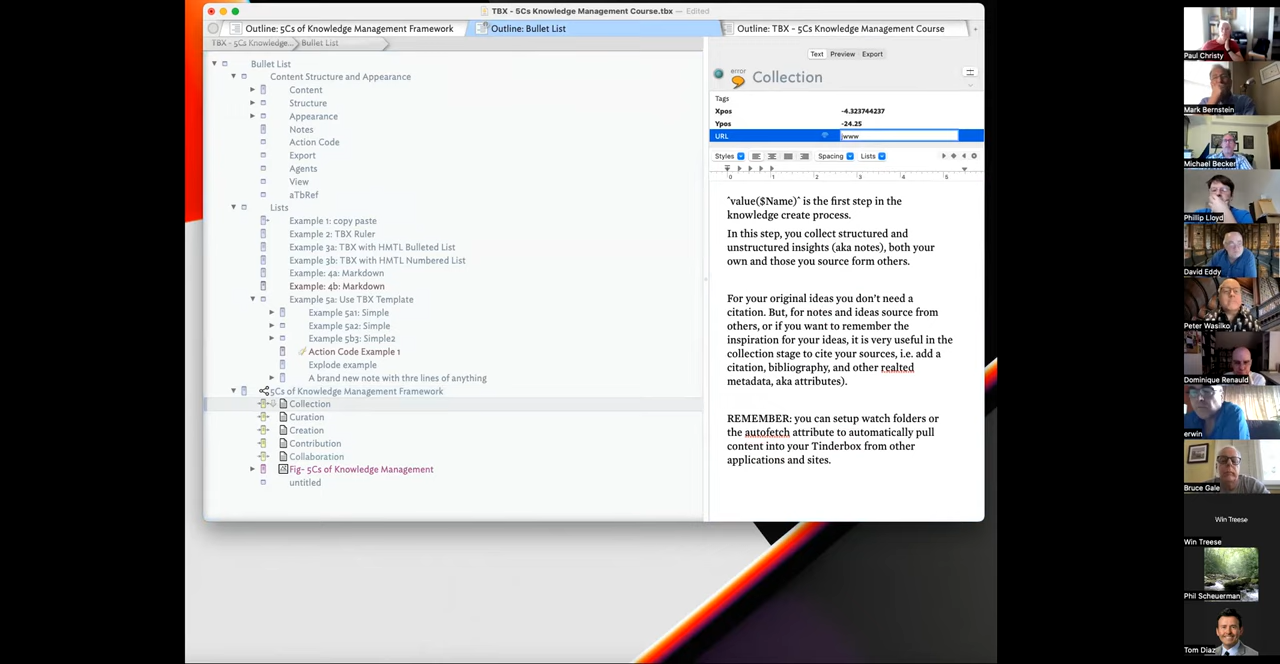 TBX - 5Cs Knowledge Management Course.tbx — Edited
Outline: 5Cs of Knowledge Management Framework
Outline: Bullet List
Outline: TBX - 5Cs Knowledge Management Course
TBX - 5Cs Knowledge...
Bullet List
Bullet List
Content Structure and Appearance
Content
Structure
Appearance
Notes
Action Code
Export
Agents
View
aTbRef
Lists
Example 1: copy paste
Example 2: TBX Ruler
Example 3a: TBX with HMTL Bulleted List
Example 3b: TBX with HMTL Numbered List
Example: 4a: Markdown
Example: 4b: Markdown
Example 5a: Use TBX Template
Example 5a1: Simple
Example 5a2: Simple
Example 5b3: Simple2
Action Code Example 1
Explode example
A brand new note with thre lines of anything
5Cs of Knowledge Management Framework
Collection
Curation
Creation
Contribution
Collaboration
Fig- 5Cs of Knowledge Management
untitled
Text Preview Export
error
Collection
Tags
Xpos -4.323744237
Ypos -24.25
URL www
Styles Spacing Lists
0 1 2 3 4 5
^value($Name)^ is the first step in the
knowledge create process.
In this step, you collect structured and
unstructured insights (aka notes), both your
own and those you source form others.
For your original ideas you don't need a
citation. But, for notes and ideas source from
others, or if you want to remember the
inspiration for your ideas, it is very useful in the
collection stage to cite your sources, i.e. add a
citation, bibliography, and other realted
metadata, aka attributes).
REMEMBER: you can setup watch folders or
the autofetch attribute to automatically pull
content into your Tinderbox from other
applications and sites.
Paul Christy
Mark Bernstein
Michael Becker
Phillip Lloyd
David Eddy
Peter Wasilko
Dominique Renauld
erwin
Bruce Gale
Win Treese
Win Treese
Phil Scheuerman
Tom Diaz